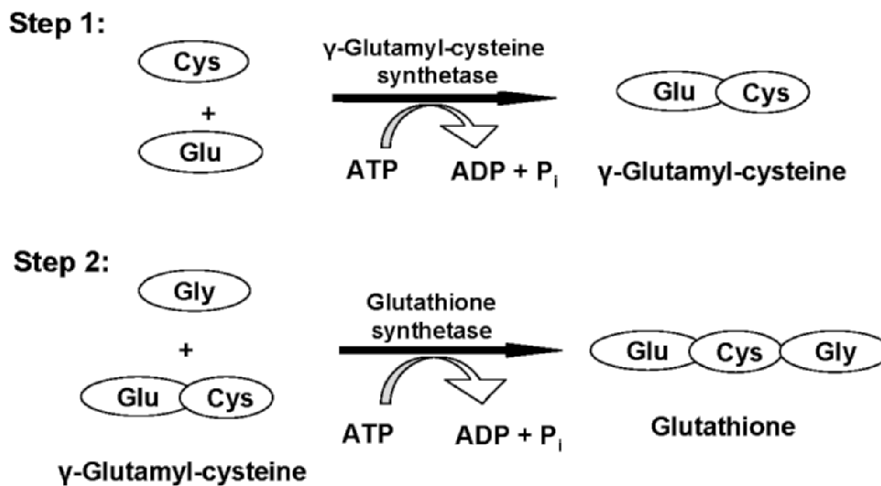 Step 1:
Cys
+
Glu
γ-Glutamyl-cysteine
synthetase
ATP
ADP + Pi
Glu
Cys
γ-Glutamyl-cysteine
Step 2:
Gly
+
Glu
Cys
γ-Glutamyl-cysteine
Glutathione
synthetase
ATP
ADP + Pi
Glu
Cys
Gly
Glutathione